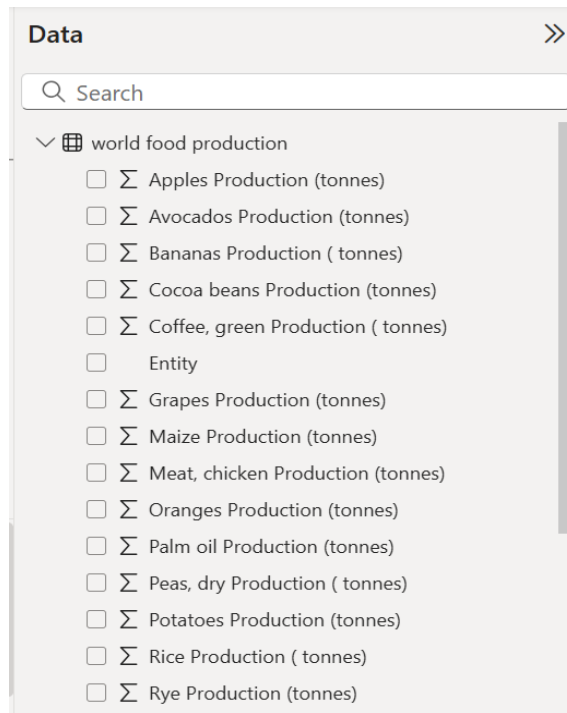 Data
Search
world food production
Σ Apples Production (tonnes)
Σ Avocados Production (tonnes)
Σ Bananas Production ( tonnes)
Σ Cocoa beans Production (tonnes)
Σ Coffee, green Production ( tonnes)
Entity
Σ Grapes Production (tonnes)
Σ Maize Production (tonnes)
Σ Meat, chicken Production (tonnes)
Σ Oranges Production (tonnes)
Σ Palm oil Production (tonnes)
Σ Peas, dry Production ( tonnes)
Σ Potatoes Production (tonnes)
Σ Rice Production ( tonnes)
Σ Rye Production (tonnes)